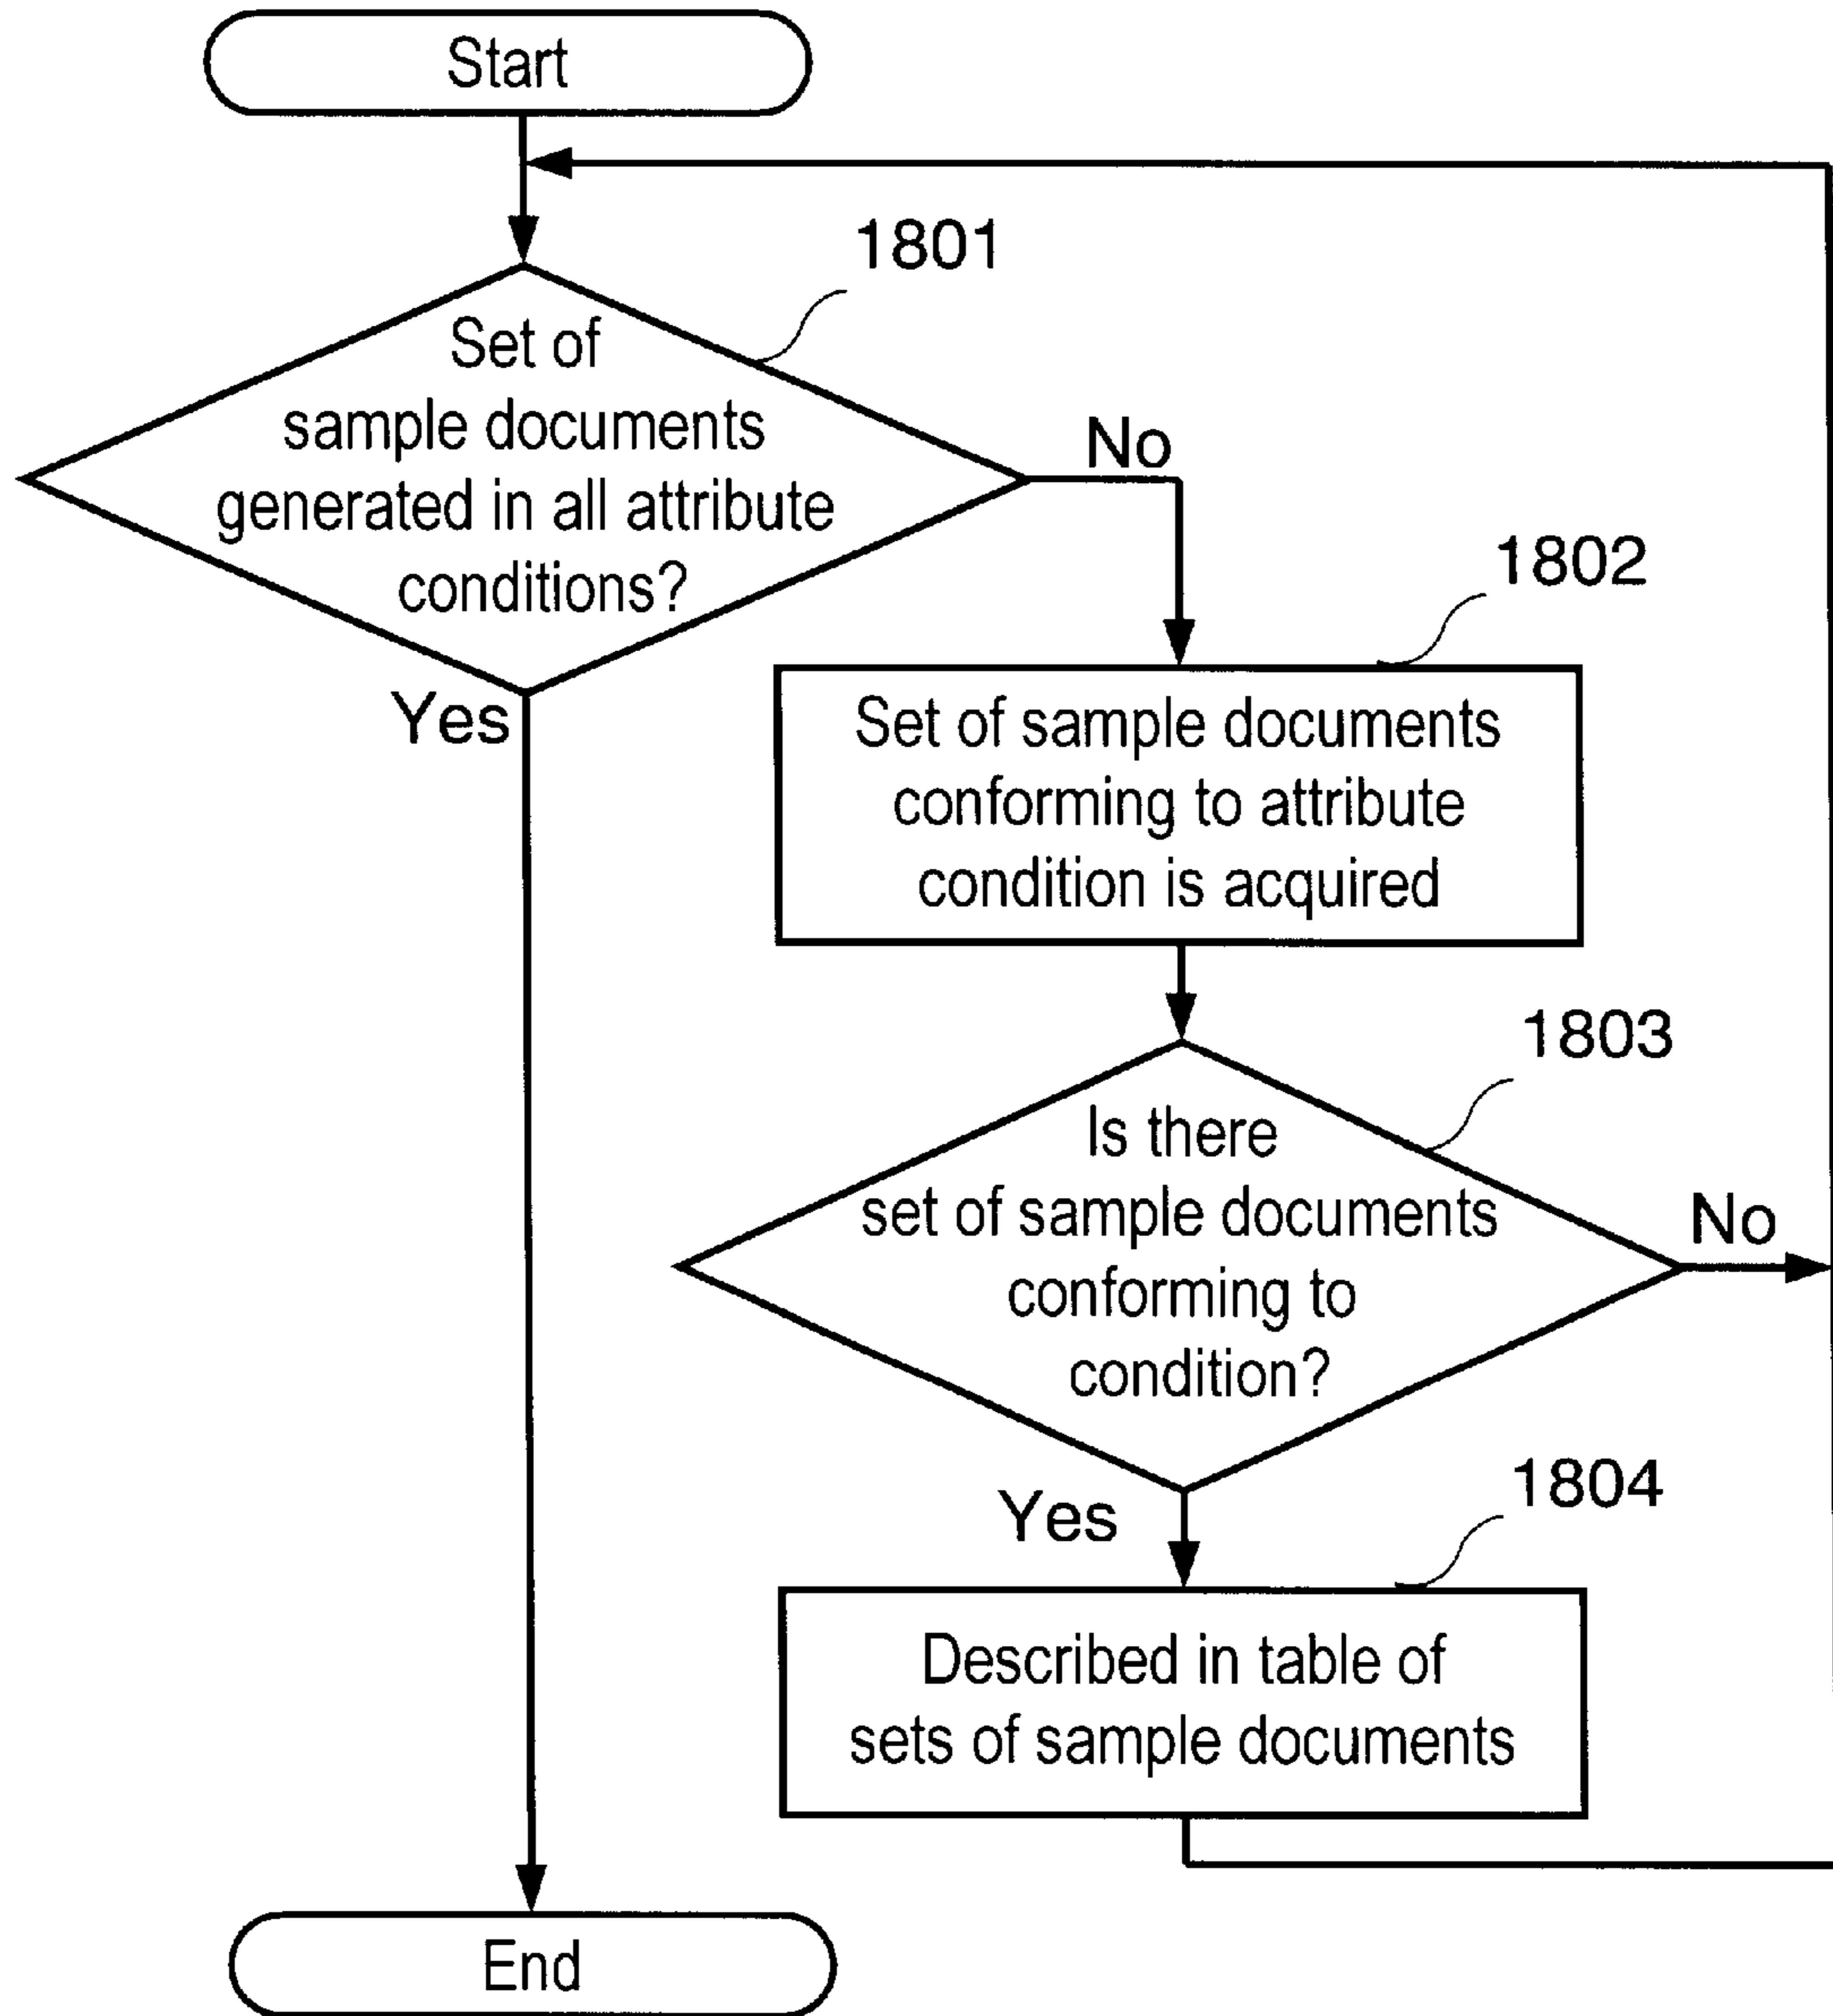 Start
1801
Set of
sample documents
generated in all attribute
conditions?
No
Yes
1802
Set of sample documents
conforming to attribute
condition is acquired
1803
Is there
set of sample documents
conforming to
condition?
No
Yes
1804
Described in table of
sets of sample documents
End